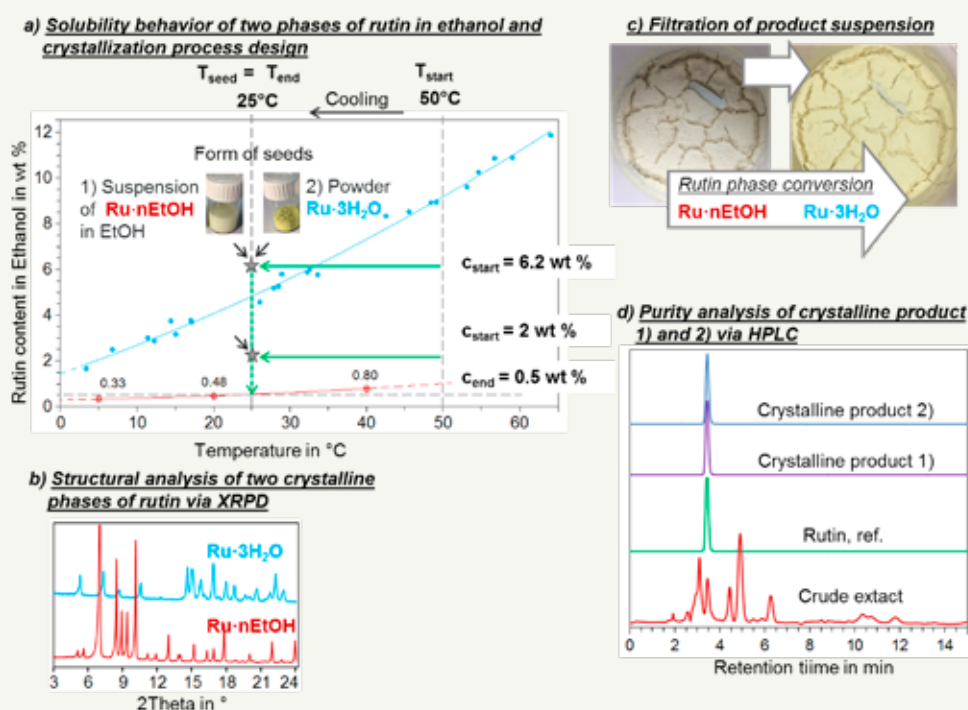 a) Solubility behavior of two phases of rutin in ethanol and
crystallization process design
Tseed = Tend
25°C
Tstart
50°C
Cooling
Rutin content in Ethanol in wt %
12
10
8
6
4
2
0
Form of seeds
1) Suspension
of Ru·nEtOH
in EtOH
2) Powder
Ru·3H₂O
cstart = 6.2 wt %
cstart = 2 wt %
cend = 0.5 wt %
0.33
0.48
0.80
0 10 20 30 40 50 60
Temperature in °C
b) Structural analysis of two crystalline
phases of rutin via XRPD
Ru·3H₂O
Ru·nEtOH
3 6 9 12 15 18 21 24
2Theta in °
c) Filtration of product suspension
Rutin phase conversion
Ru·nEtOH Ru·3H₂O
d) Purity analysis of crystalline product
1) and 2) via HPLC
Crystalline product 2)
Crystalline product 1)
Rutin, ref.
Crude extact
0 2 4 6 8 10 12 14
Retention tiime in min